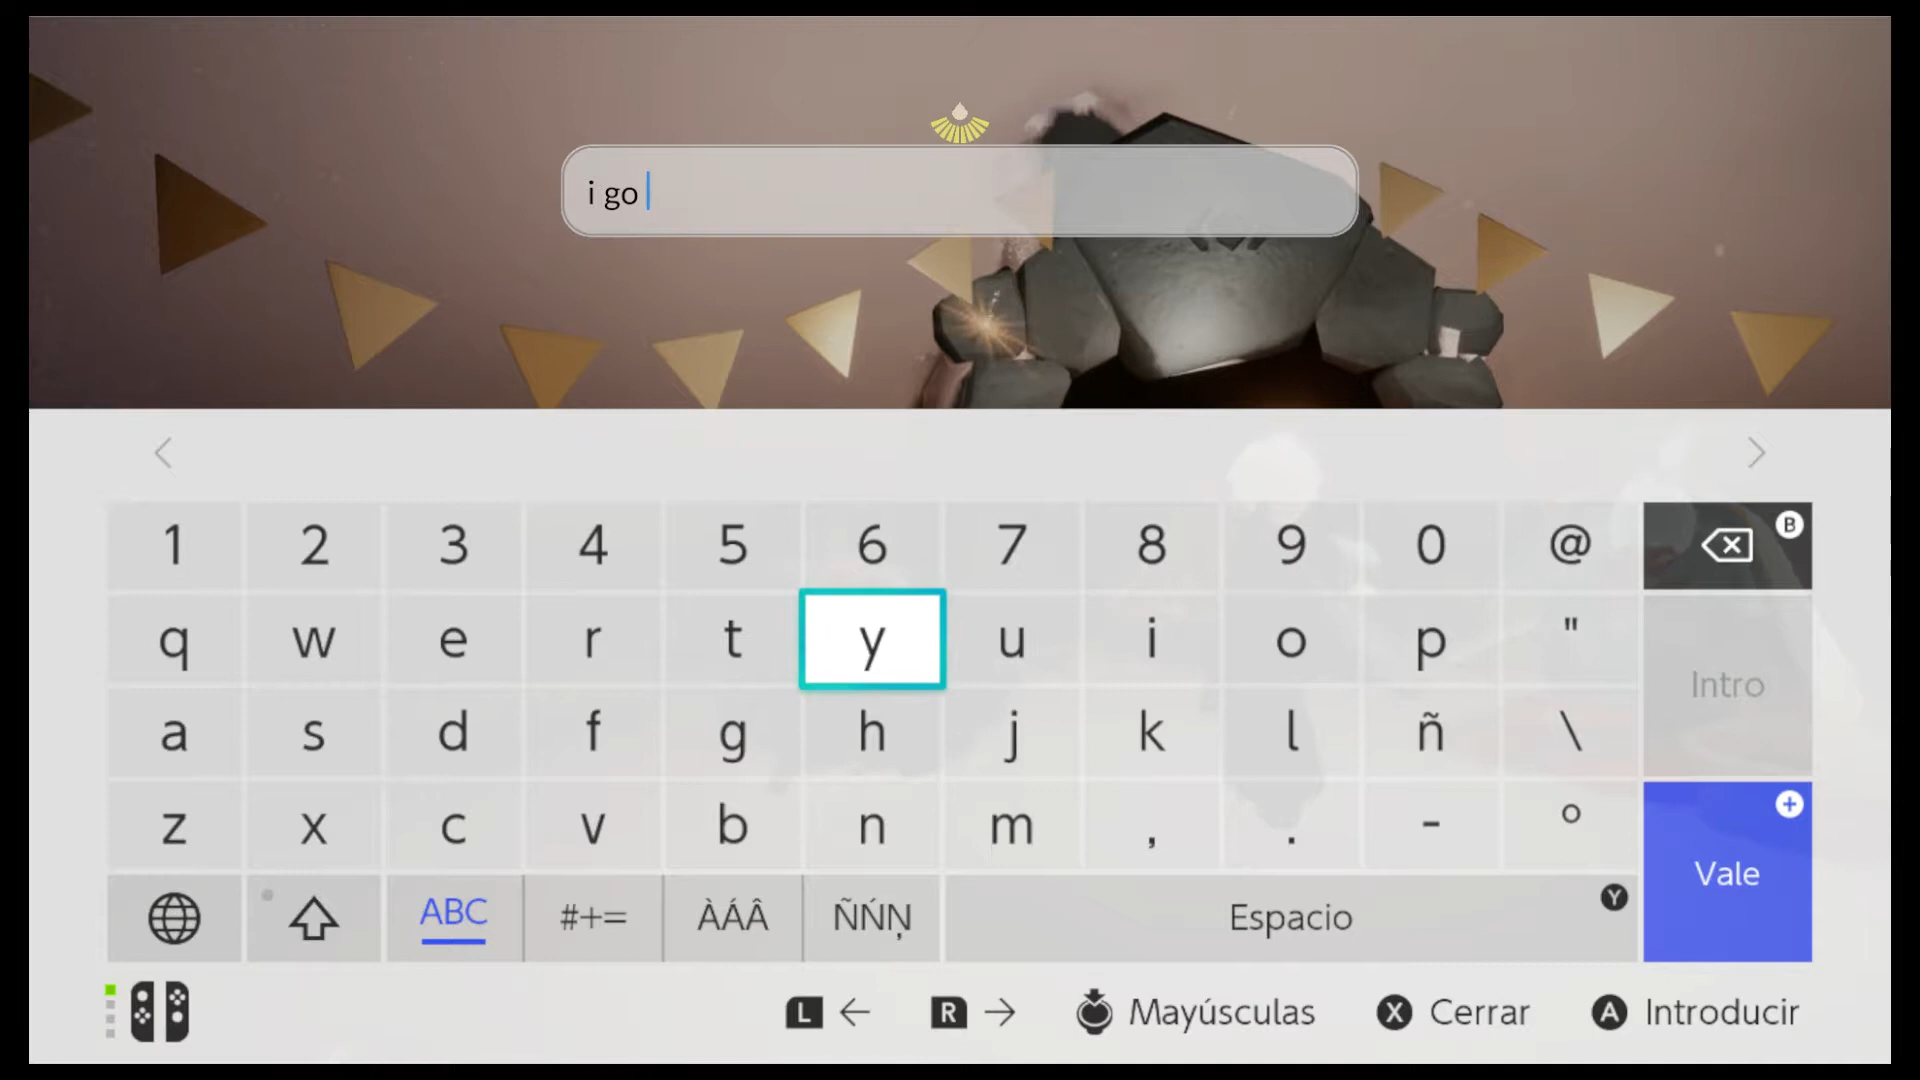 i go
1 2 3 4 5 6 7 8 9 0 @ B
q w e r t y u i o p "
Intro
a s d f g h j k l ñ \
z x c v b n m , . - º
Vale
ABC #+= ÀÁÂ ÑŃŅ Espacio Y
L ← R → Mayúsculas X Cerrar A Introducir